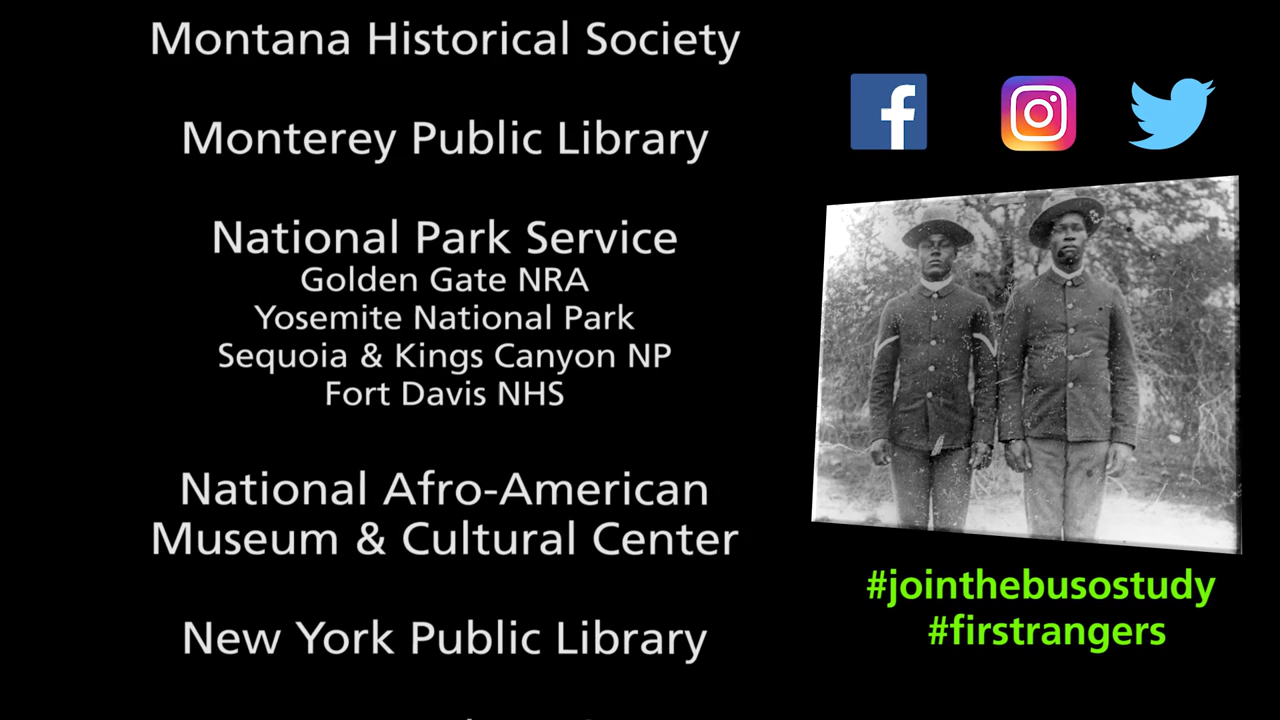 Montana Historical Society
Monterey Public Library
National Park Service
Golden Gate NRA
Yosemite National Park
Sequoia & Kings Canyon NP
Fort Davis NHS
National Afro-American
Museum & Cultural Center
New York Public Library
#jointhebusostudy
#firstrangers